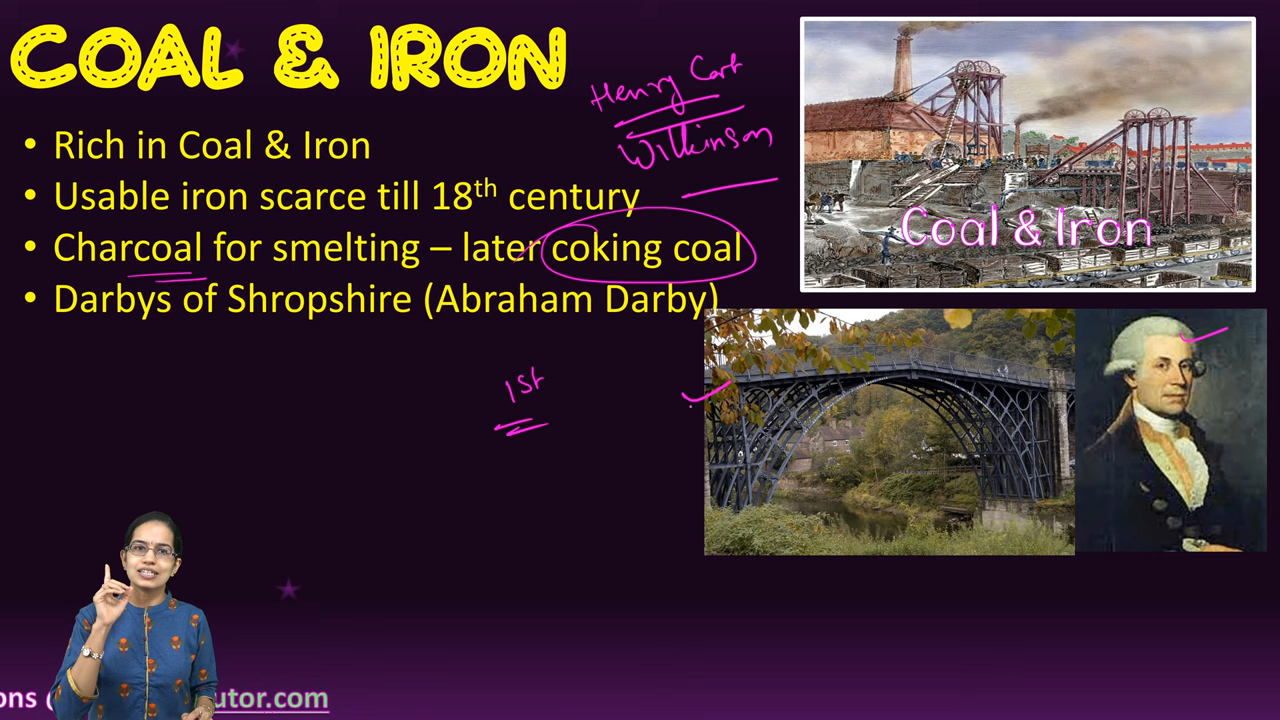 COAL & IRON
Henry Cort
Wilkinson
• Rich in Coal & Iron
• Usable iron scarce till 18th century
• Charcoal for smelting – later coking coal
• Darbys of Shropshire (Abraham Darby)
Coal & Iron
1st
ons (
utor.com